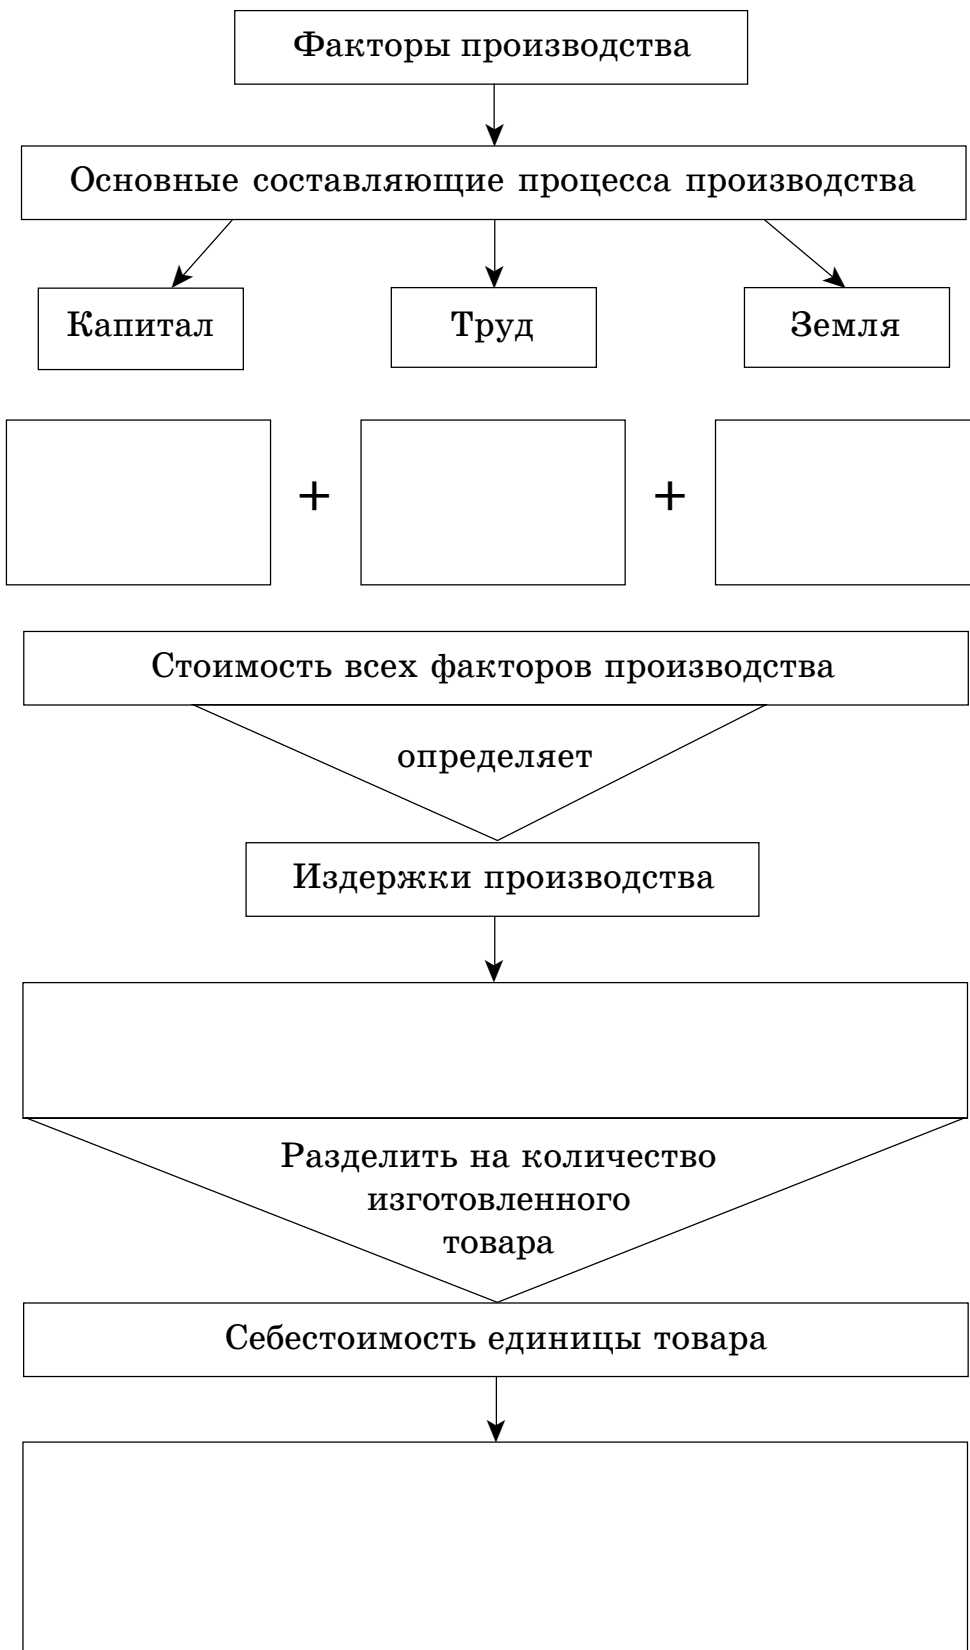 Факторы производства
Основные составляющие процесса производства
Капитал
Труд
Земля
+
+
Стоимость всех факторов производства
определяет
Издержки производства
Разделить на количество
изготовленного
товара
Себестоимость единицы товара